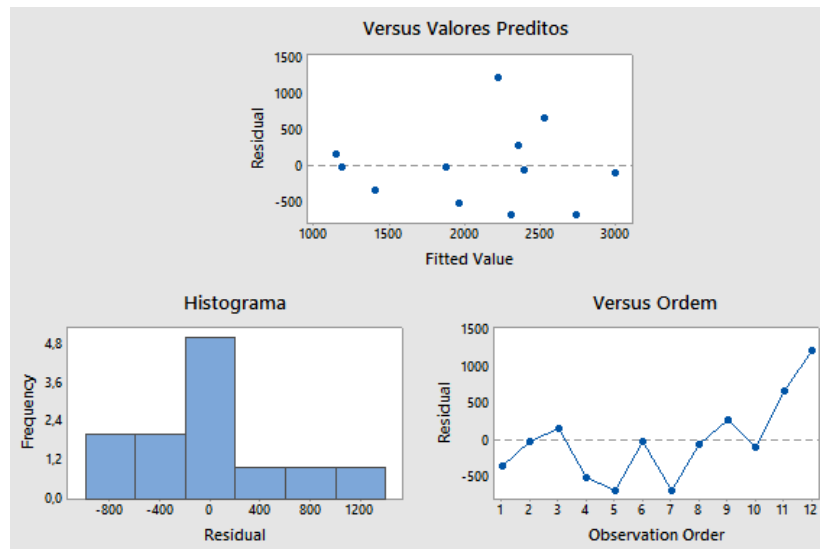 Versus Valores Preditos
1500
1000
500
0
-500
Residual
1000 1500 2000 2500 3000
Fitted Value
Histograma
4,8
3,6
2,4
1,2
0,0
Frequency
-800 -400 0 400 800 1200
Residual
Versus Ordem
1500
1000
500
0
-500
Residual
1 2 3 4 5 6 7 8 9 10 11 12
Observation Order